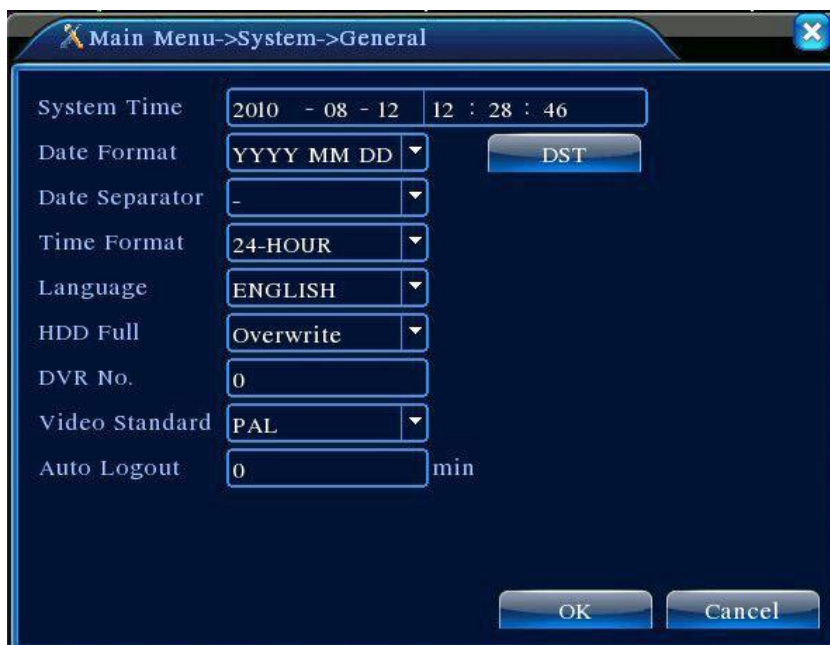 Main Menu->System->General
System Time 2010 - 08 - 12 12 : 28 : 46
Date Format YYYY MM DD DST
Date Separator -
Time Format 24-HOUR
Language ENGLISH
HDD Full Overwrite
DVR No. 0
Video Standard PAL
Auto Logout 0 min
OK Cancel